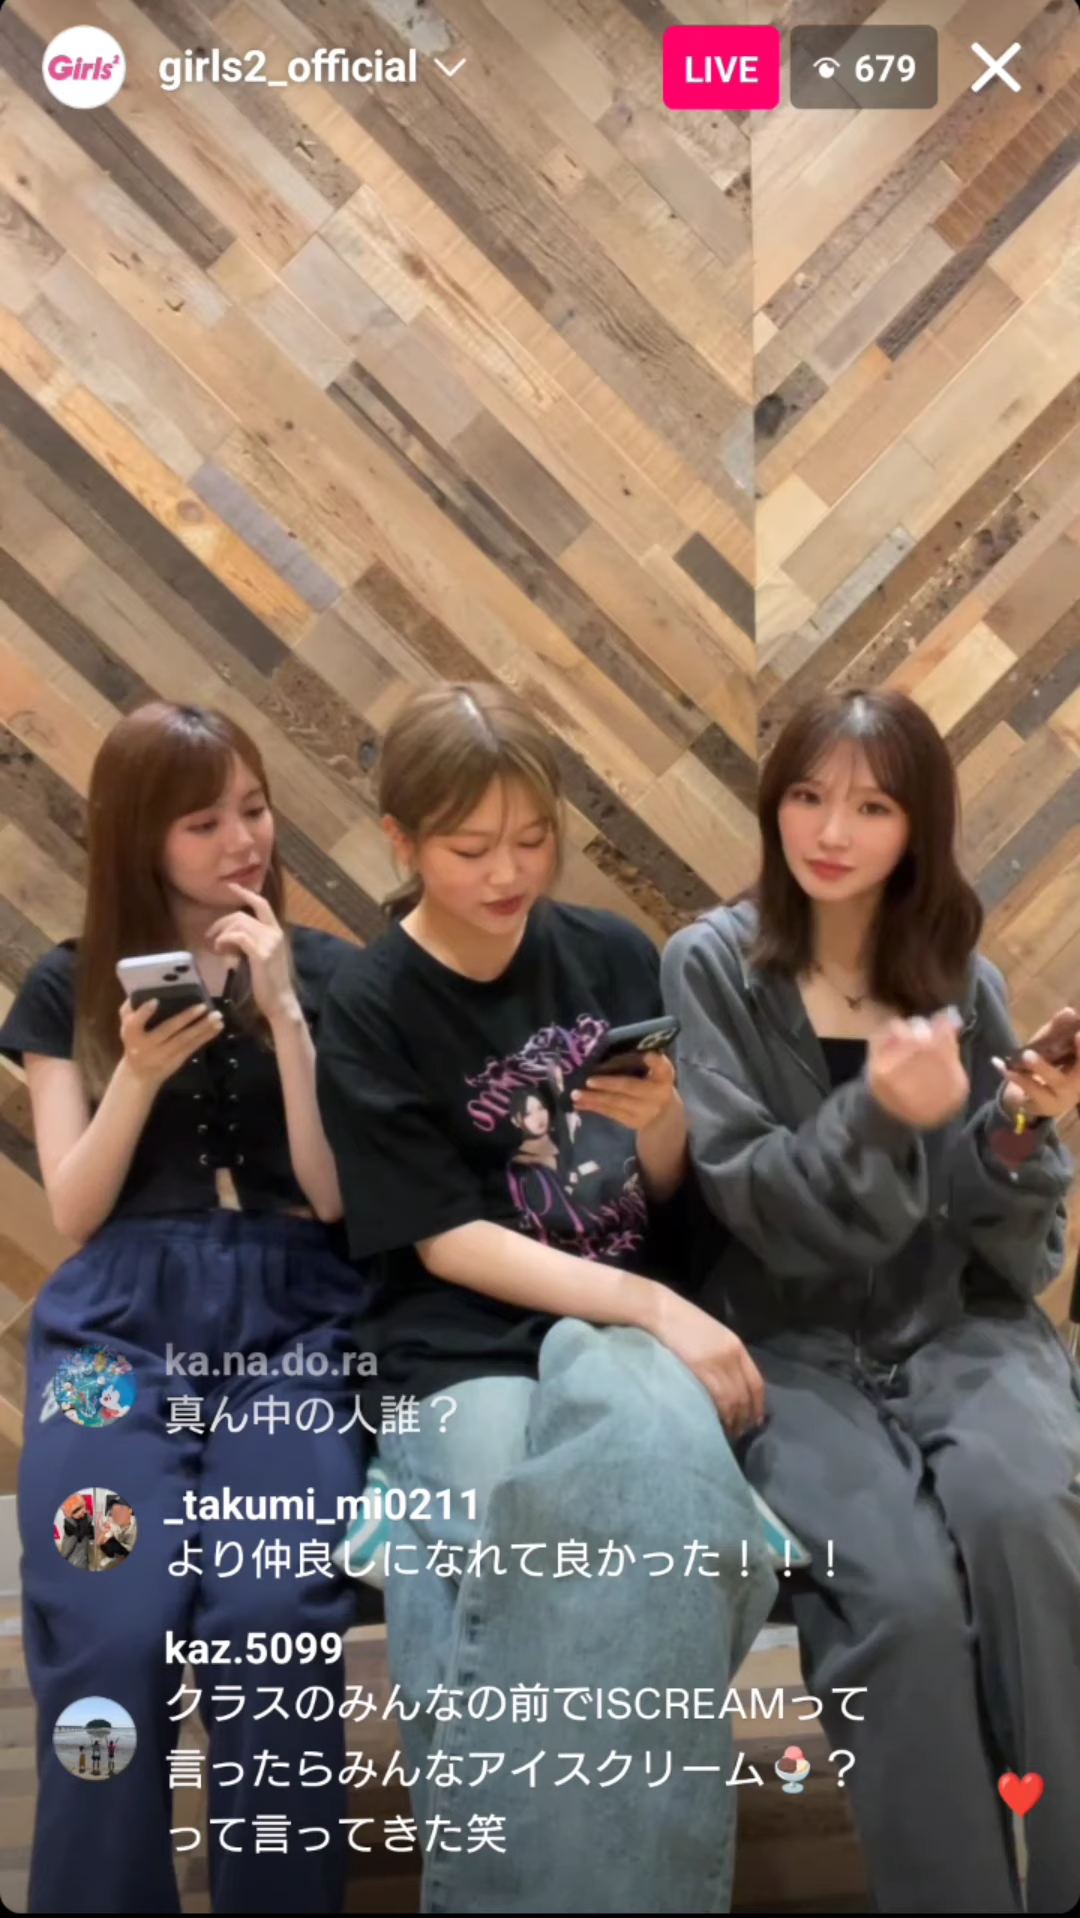 Girls²
girls2_official
LIVE
679
ka.na.do.ra
真ん中の人誰？
_takumi_mi0211
より仲良しになれて良かった！！！
kaz.5099
クラスのみんなの前でISCREAMって
言ったらみんなアイスクリーム🍨？
って言ってきた笑